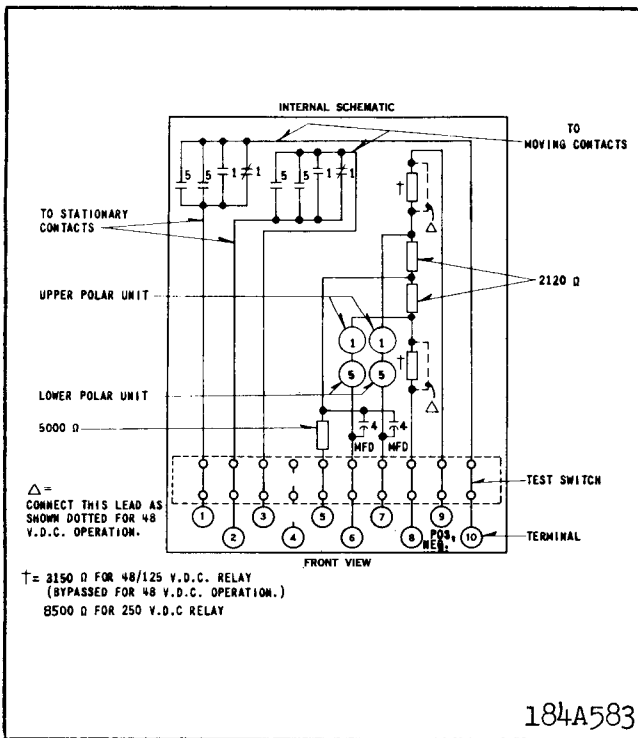 INTERNAL SCHEMATIC
TO
MOVING CONTACTS
5 5 1 1 5 5 1 1
†
TO STATIONARY
CONTACTS
Δ
2120 Ω
UPPER POLAR UNIT
1 1
†
LOWER POLAR UNIT
5 5
Δ
5000 Ω
4 4
MFD MFD
TEST SWITCH
Δ =
CONNECT THIS LEAD AS
SHOWN DOTTED FOR 48
V.D.C. OPERATION.
1 3 5 7 9
2 4 6 8 10
POS.
NEG.
TERMINAL
FRONT VIEW
† = 3150 Ω FOR 48/125 V.D.C. RELAY
(BYPASSED FOR 48 V.D.C. OPERATION.)
8500 Ω FOR 250 V.D.C RELAY
184A583